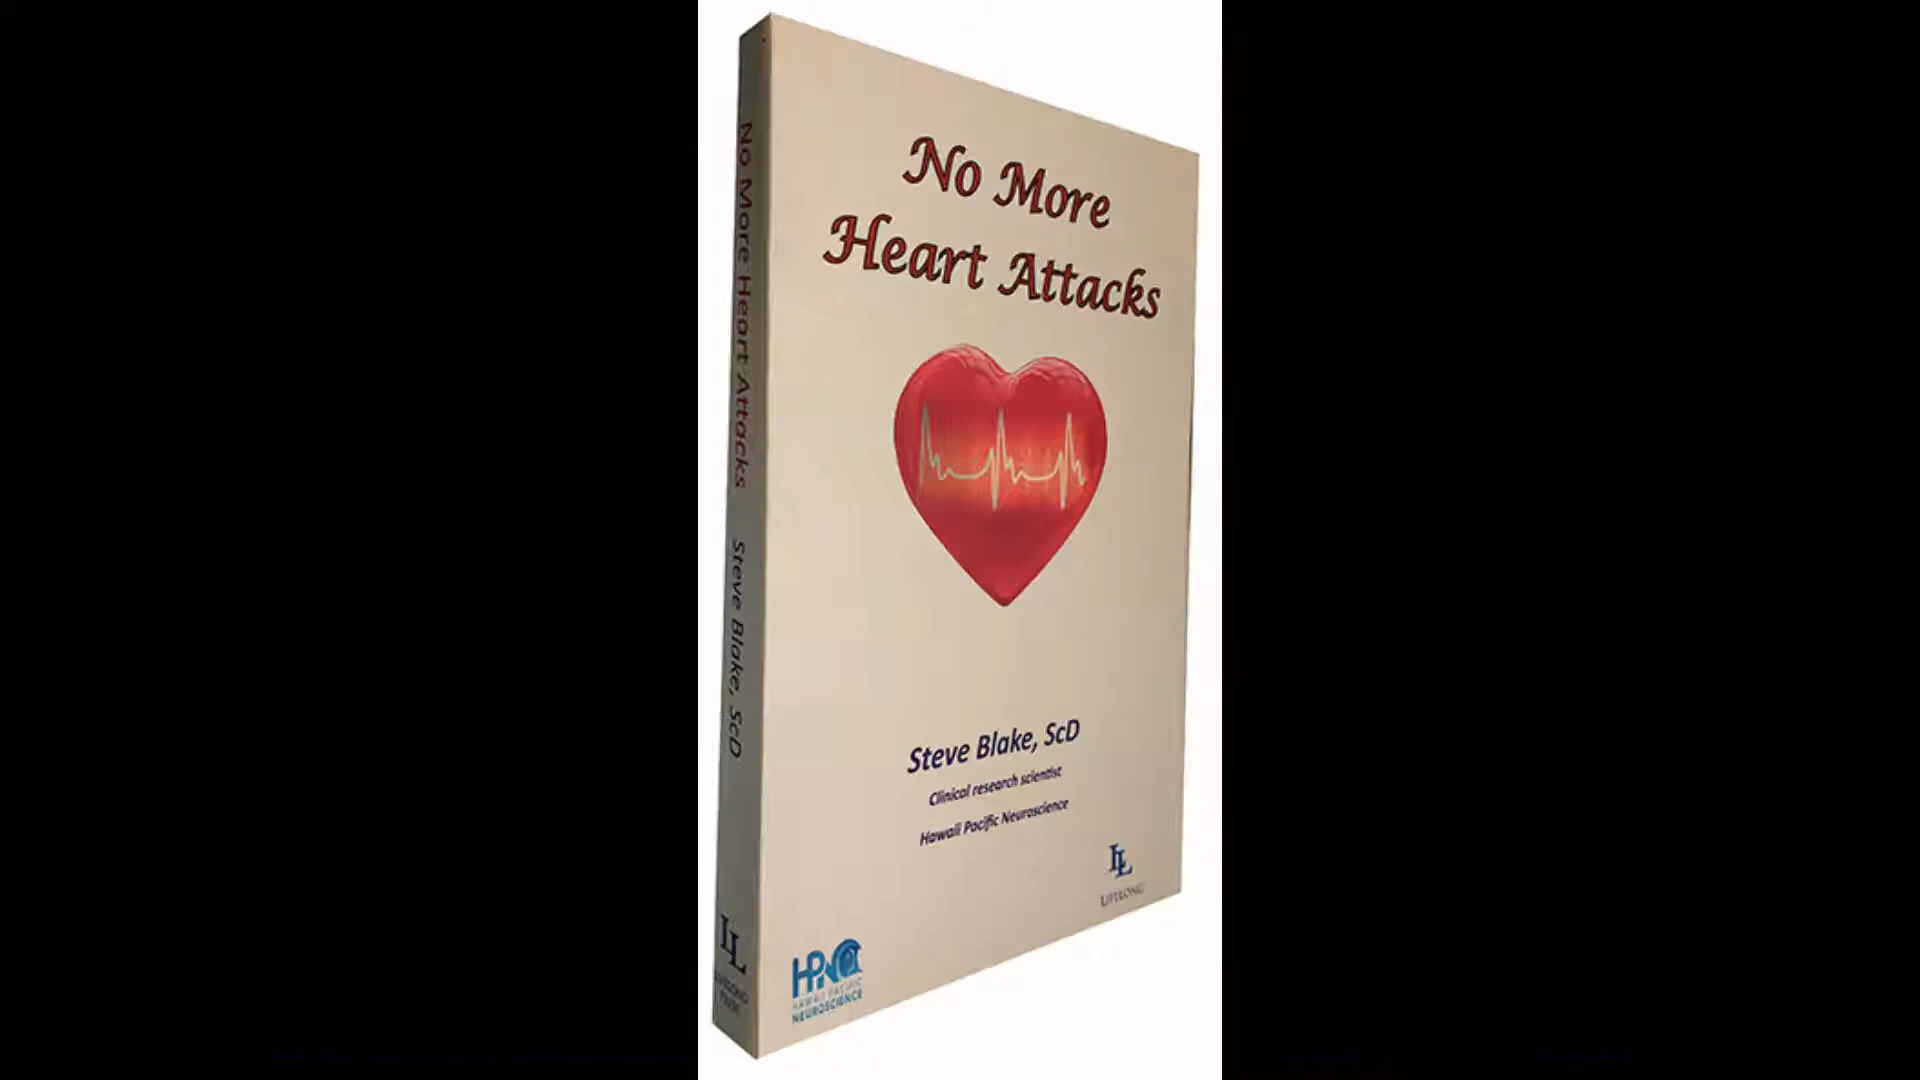 No More Heart Attacks Steve Blake, ScD
LL
No More
Heart Attacks
Steve Blake, ScD
Clinical research scientist
Hawaii Pacific Neuroscience
LL
LIFELONG
HPN
HAWAII PACIFIC
NEUROSCIENCE